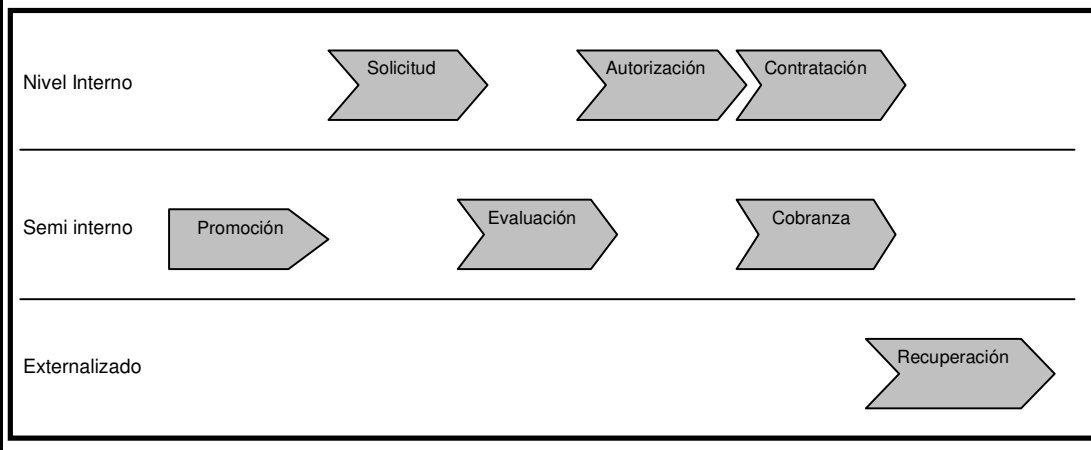 Solicitud
Autorización
Contratación
Nivel Interno
Evaluación
Cobranza
Semi interno
Promoción
Recuperación
Externalizado